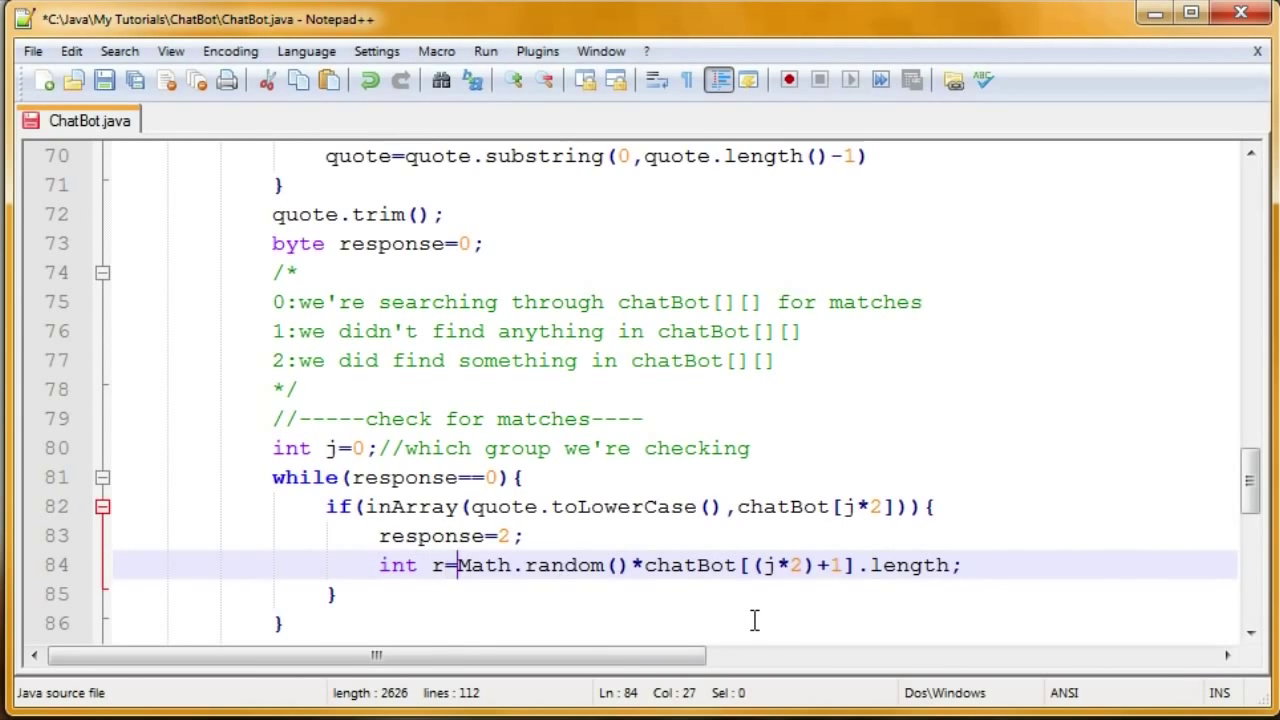 *C:\Java\My Tutorials\ChatBot\ChatBot.java - Notepad++
File Edit Search View Encoding Language Settings Macro Run Plugins Window ? X
ABC
ChatBot.java
70 quote=quote.substring(0,quote.length()-1)
71 }
72 quote.trim();
73 byte response=0;
74 /*
75 0:we're searching through chatBot[][] for matches
76 1:we didn't find anything in chatBot[][]
77 2:we did find something in chatBot[][]
78 */
79 //-----check for matches----
80 int j=0;//which group we're checking
81 while(response==0){
82 if(inArray(quote.toLowerCase(),chatBot[j*2])){
83 response=2;
84 int r=Math.random()*chatBot[(j*2)+1].length;
85 }
86 }
Java source file length : 2626 lines : 112 Ln : 84 Col : 27 Sel : 0 Dos\Windows ANSI INS